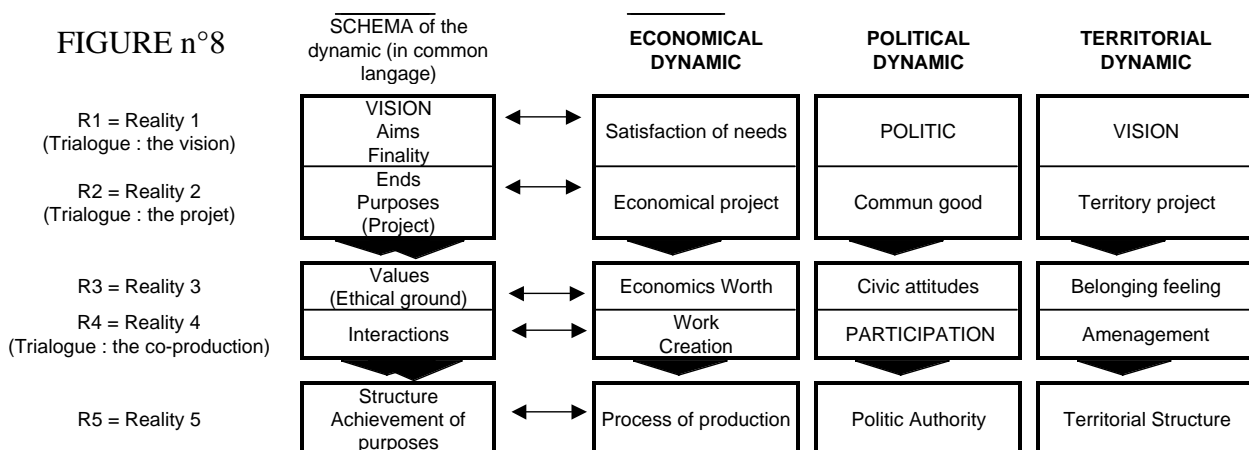 FIGURE n°8
SCHEMA of the
dynamic (in common
langage)
ECONOMICAL
DYNAMIC
POLITICAL
DYNAMIC
TERRITORIAL
DYNAMIC
R1 = Reality 1
(Trialogue : the vision)
VISION
Aims
Finality
Satisfaction of needs
POLITIC
VISION
R2 = Reality 2
(Trialogue : the projet)
Ends
Purposes
(Project)
Economical project
Commun good
Territory project
R3 = Reality 3
Values
(Ethical ground)
Economics Worth
Civic attitudes
Belonging feeling
R4 = Reality 4
(Trialogue : the co-production)
Interactions
Work
Creation
PARTICIPATION
Amenagement
R5 = Reality 5
Structure
Achievement of
purposes
Process of production
Politic Authority
Territorial Structure